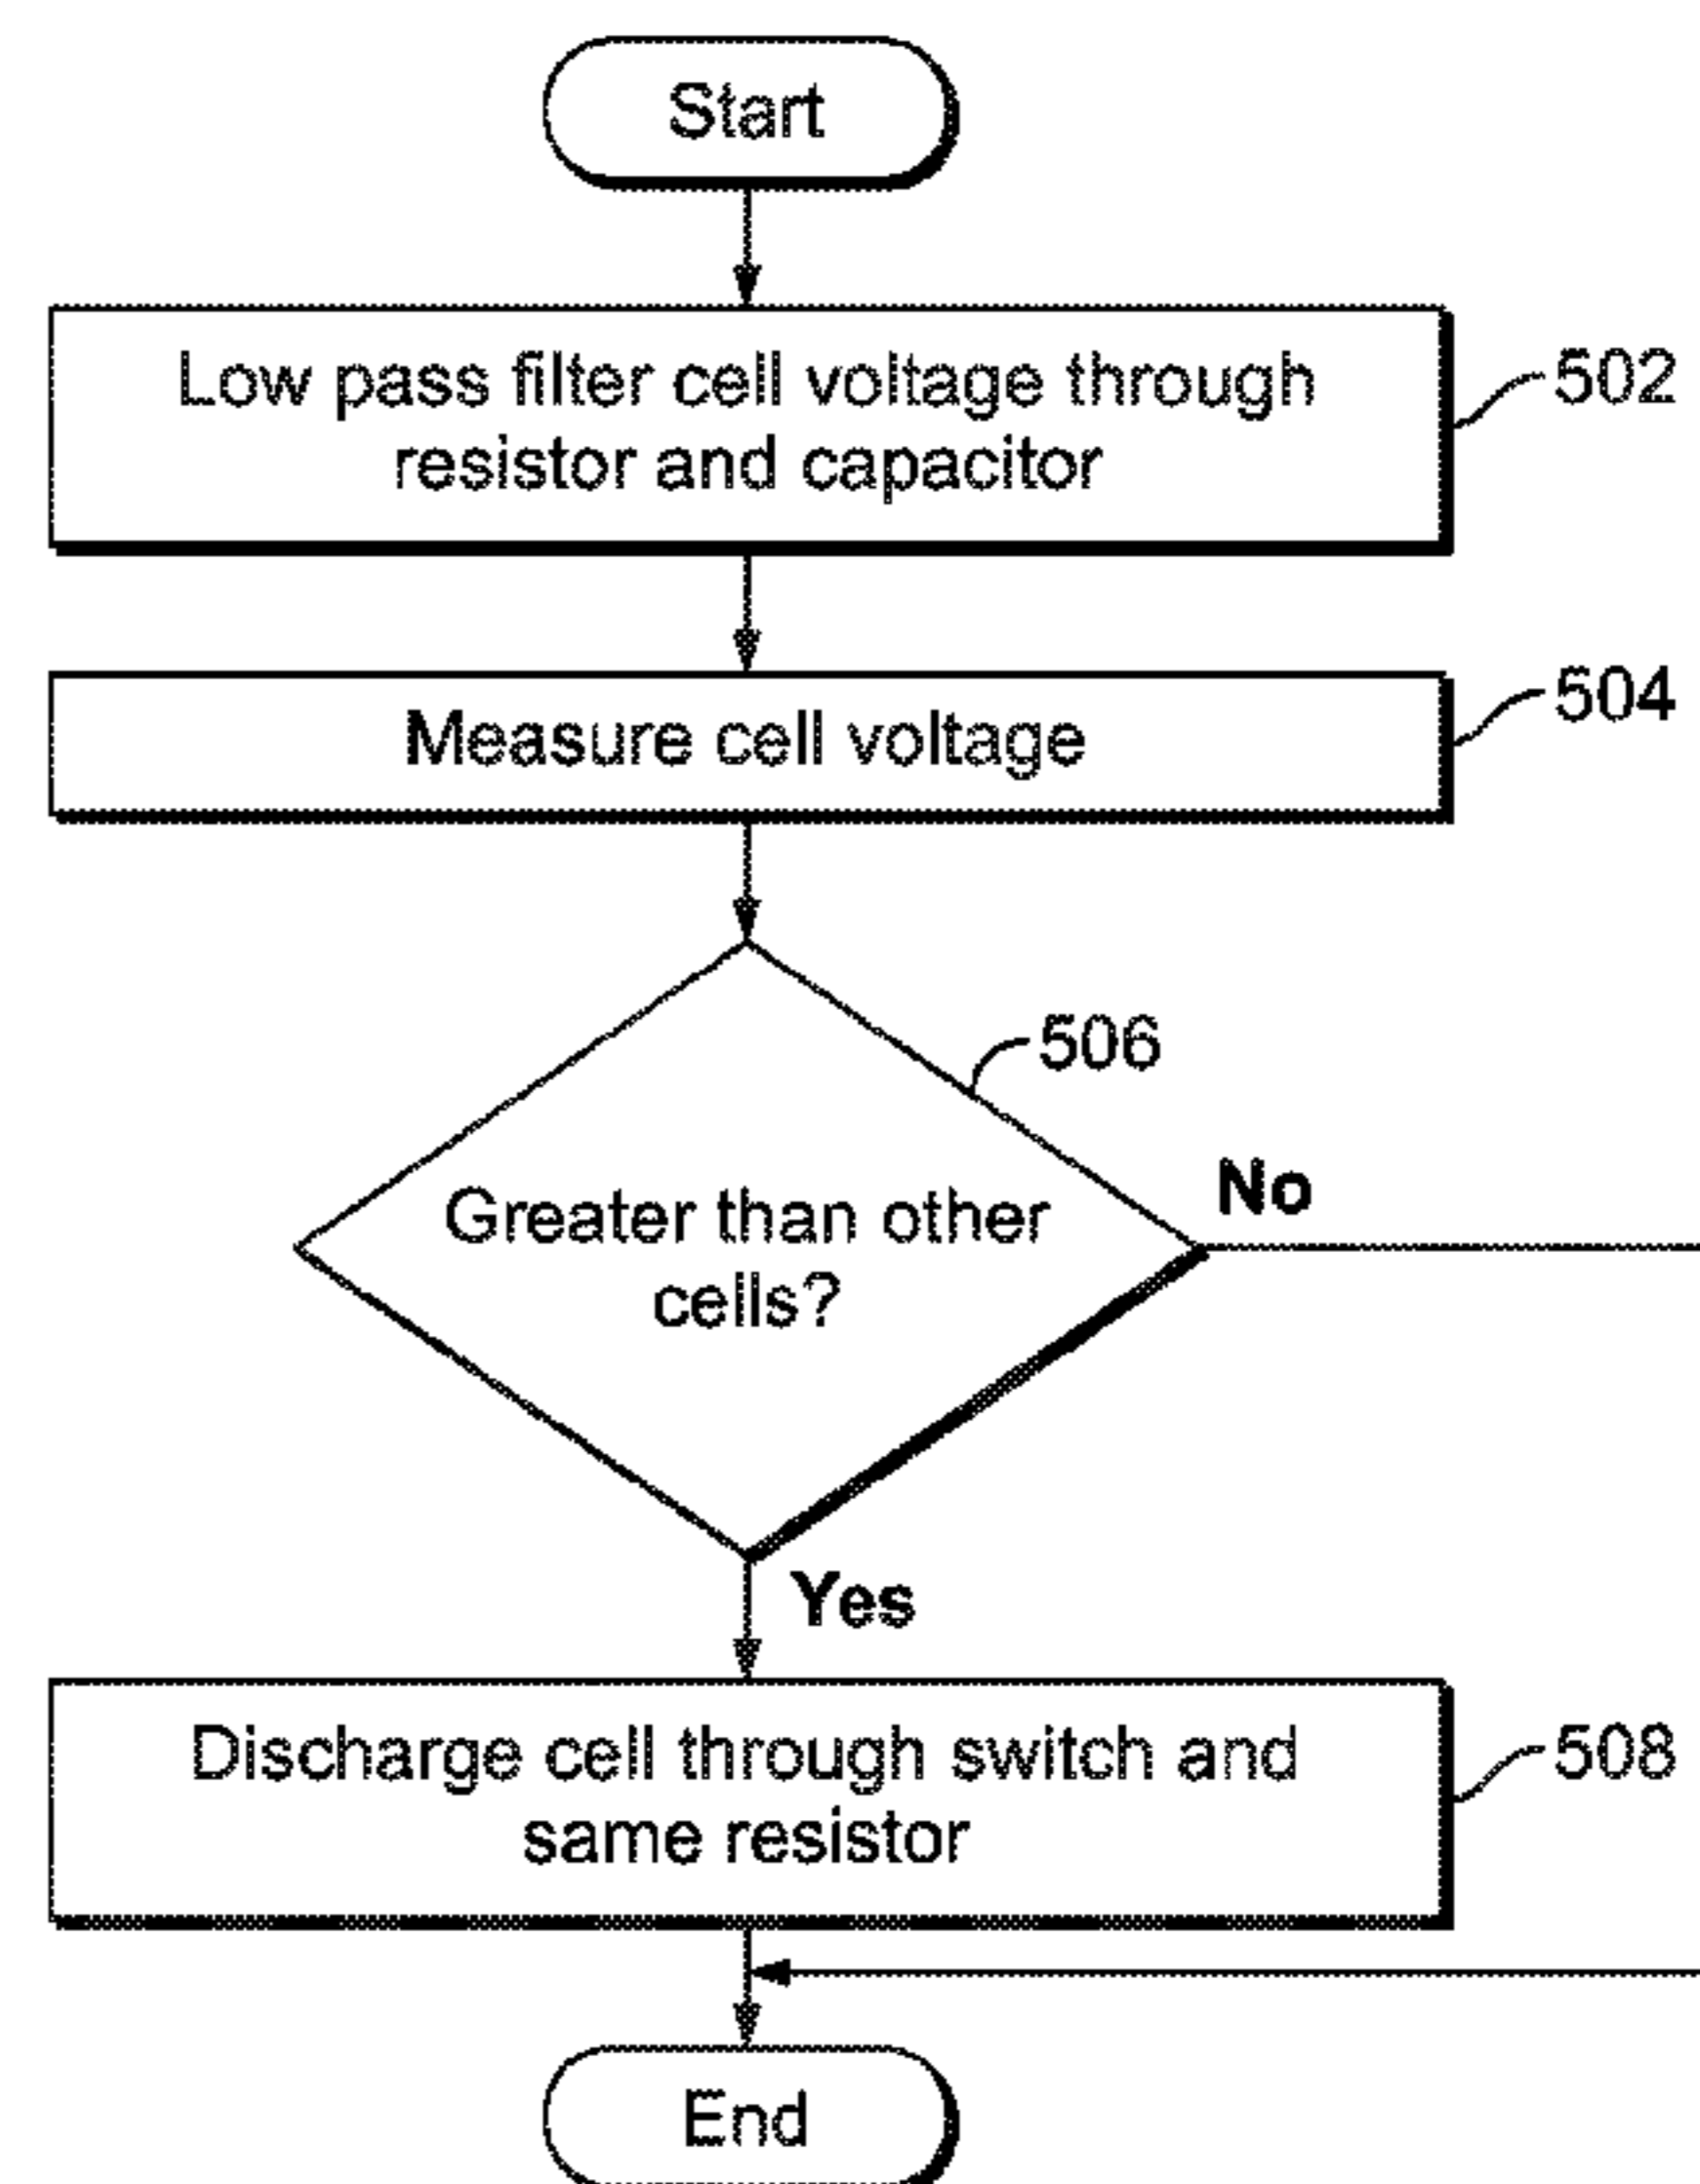 Start
Low pass filter cell voltage through
resistor and capacitor
502
Measure cell voltage
504
506
Greater than other
cells?
No
Yes
Discharge cell through switch and
same resistor
508
End